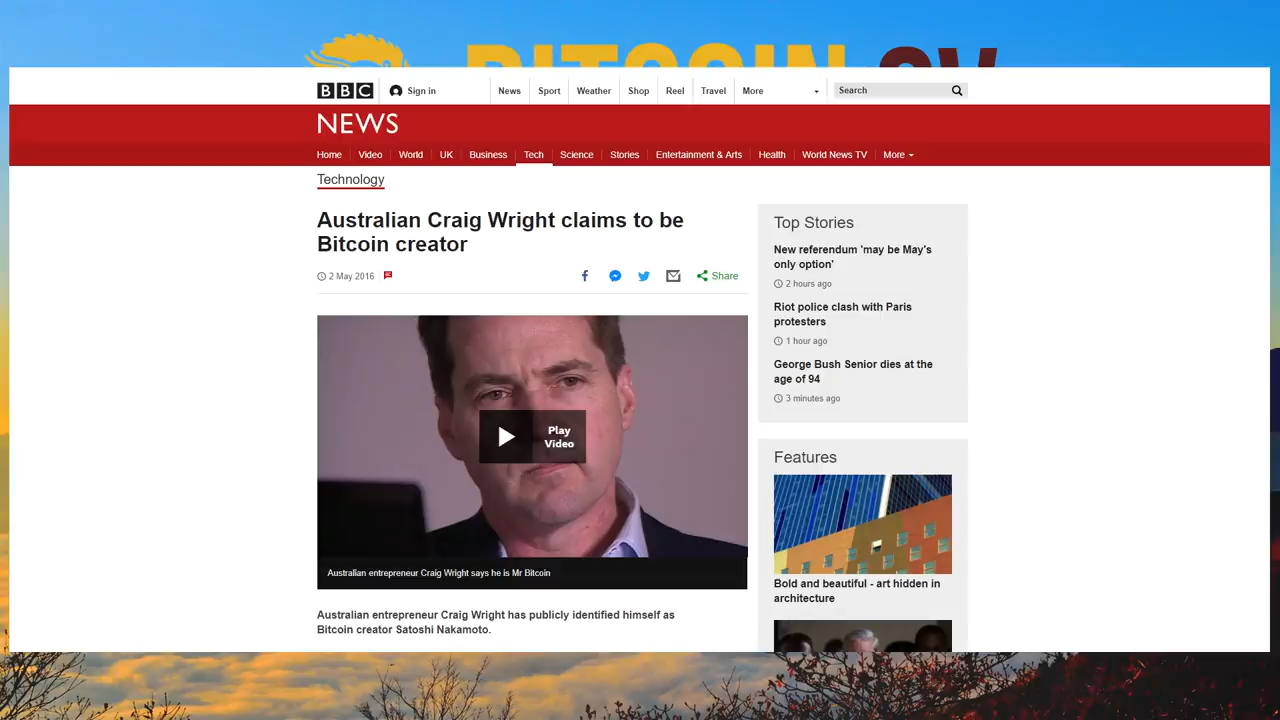 BITCOIN SV
BBC
Sign in
News
Sport
Weather
Shop
Reel
Travel
More
Search
NEWS
Home
Video
World
UK
Business
Tech
Science
Stories
Entertainment & Arts
Health
World News TV
More
Technology
Australian Craig Wright claims to be
Bitcoin creator
2 May 2016
Share
Play
Video
Australian entrepreneur Craig Wright says he is Mr Bitcoin
Australian entrepreneur Craig Wright has publicly identified himself as
Bitcoin creator Satoshi Nakamoto.
Top Stories
New referendum 'may be May's
only option'
2 hours ago
Riot police clash with Paris
protesters
1 hour ago
George Bush Senior dies at the
age of 94
3 minutes ago
Features
Bold and beautiful - art hidden in
architecture